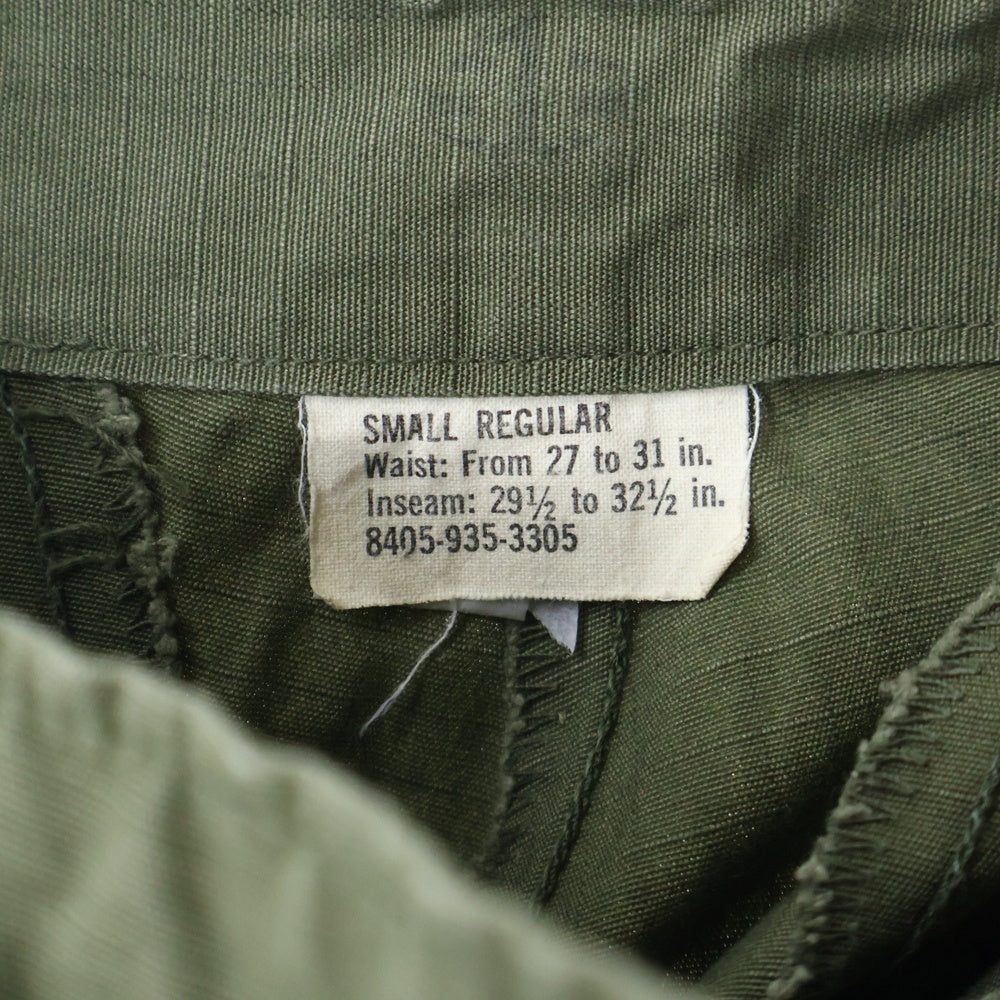 SMALL REGULAR
Waist: From 27 to 31 in.
Inseam: 29½ to 32½ in.
8405-935-3305